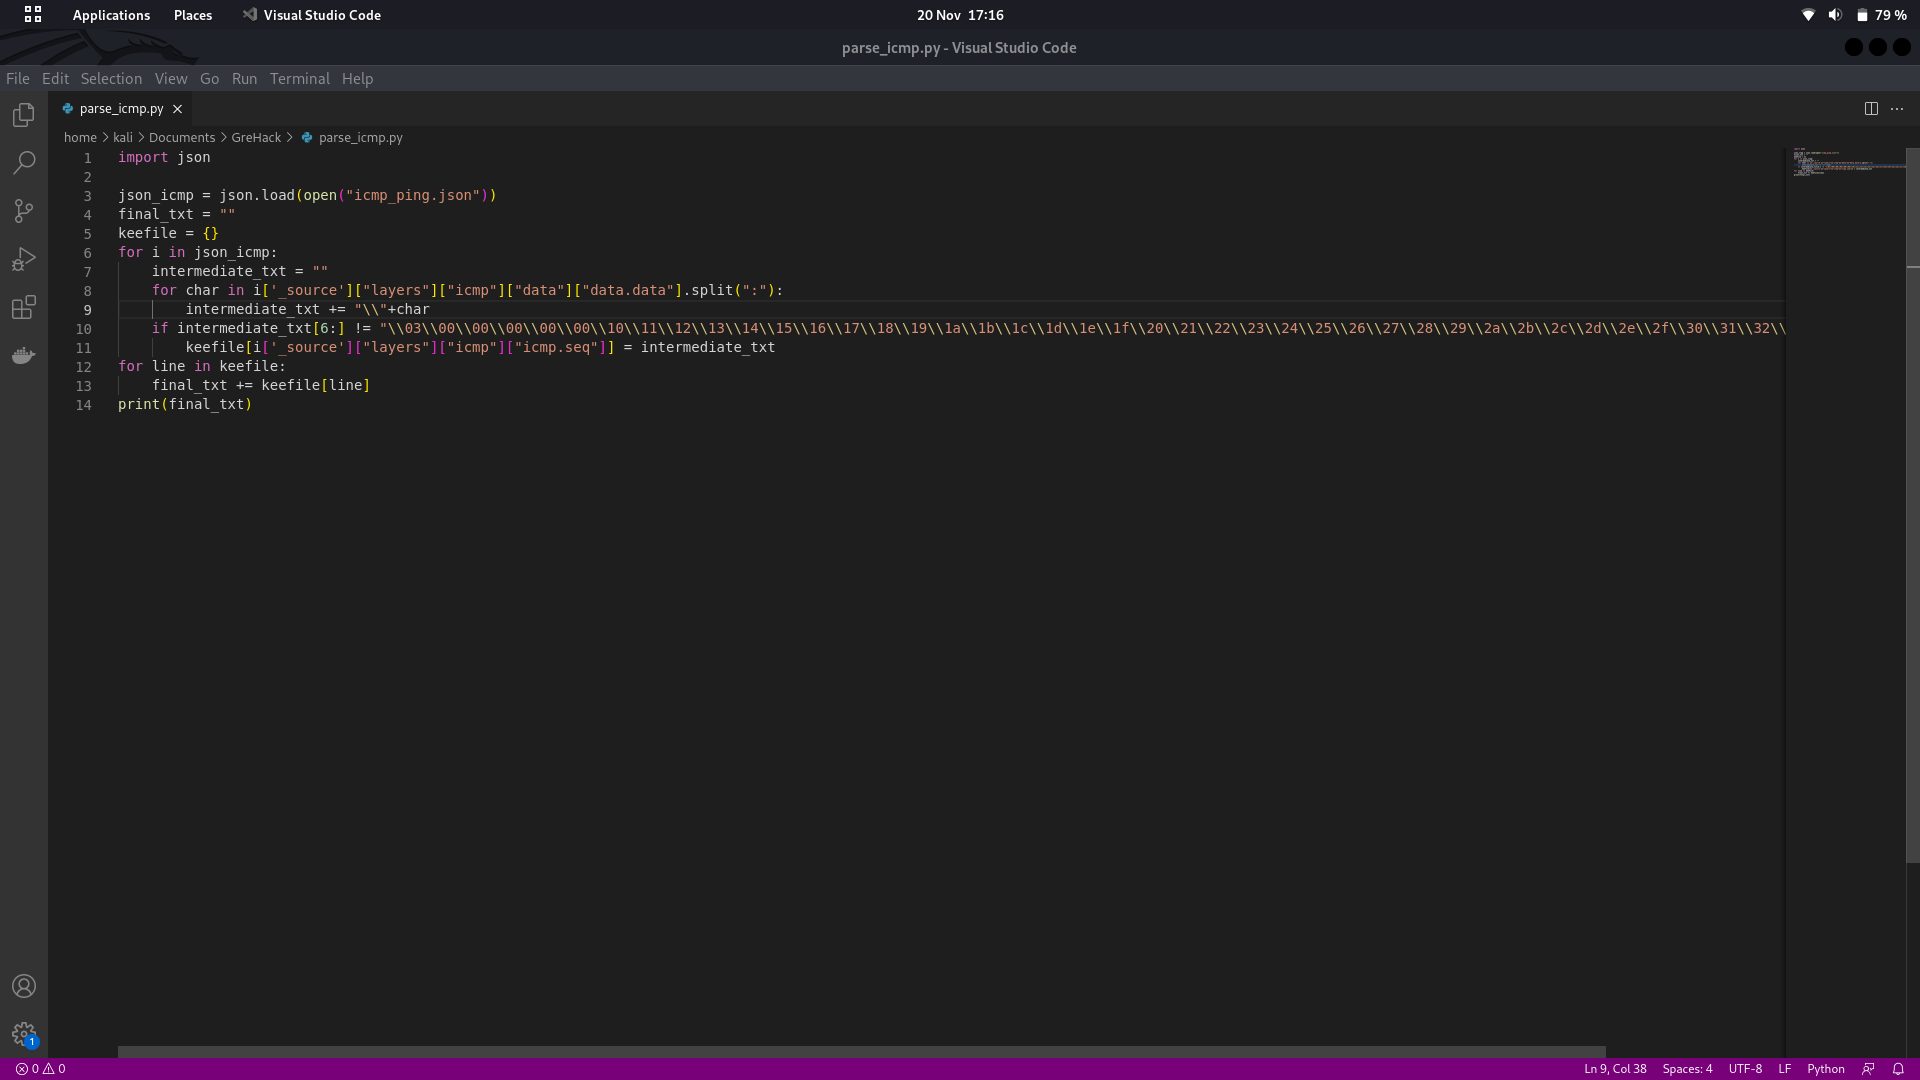 Applications Places Visual Studio Code 20 Nov 17:16 79 %
parse_icmp.py - Visual Studio Code
File Edit Selection View Go Run Terminal Help
parse_icmp.py
home > kali > Documents > GreHack > parse_icmp.py
1 import json
2
3 json_icmp = json.load(open("icmp_ping.json"))
4 final_txt = ""
5 keefile = {}
6 for i in json_icmp:
7     intermediate_txt = ""
8     for char in i['_source']["layers"]["icmp"]["data"]["data.data"].split(":"):
9         intermediate_txt += "\\"+char
10     if intermediate_txt[6:] != "\\03\\00\\00\\00\\00\\00\\10\\11\\12\\13\\14\\15\\16\\17\\18\\19\\1a\\1b\\1c\\1d\\1e\\1f\\20\\21\\22\\23\\24\\25\\26\\27\\28\\29\\2a\\2b\\2c\\2d\\2e\\2f\\30\\31\\32\\
11         keefile[i['_source']["layers"]["icmp"]["icmp.seq"]] = intermediate_txt
12 for line in keefile:
13     final_txt += keefile[line]
14 print(final_txt)
1
0 0 Ln 9, Col 38 Spaces: 4 UTF-8 LF Python